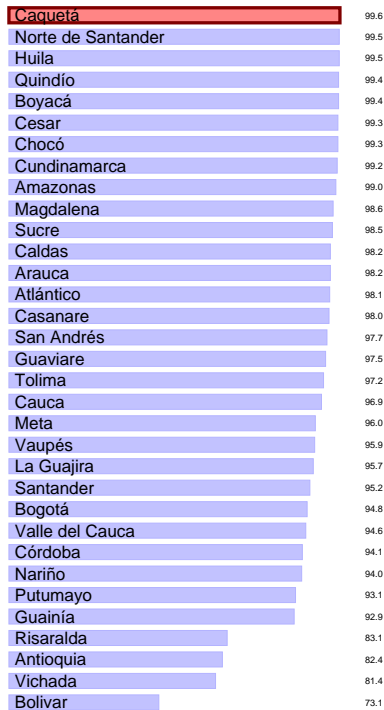 Caquetá 99.6
Norte de Santander 99.5
Huila 99.5
Quindío 99.4
Boyacá 99.4
Cesar 99.3
Chocó 99.3
Cundinamarca 99.2
Amazonas 99.0
Magdalena 98.6
Sucre 98.5
Caldas 98.2
Arauca 98.2
Atlántico 98.1
Casanare 98.0
San Andrés 97.7
Guaviare 97.5
Tolima 97.2
Cauca 96.9
Meta 96.0
Vaupés 95.9
La Guajira 95.7
Santander 95.2
Bogotá 94.8
Valle del Cauca 94.6
Córdoba 94.1
Nariño 94.0
Putumayo 93.1
Guainía 92.9
Risaralda 83.1
Antioquia 82.4
Vichada 81.4
Bolivar 73.1